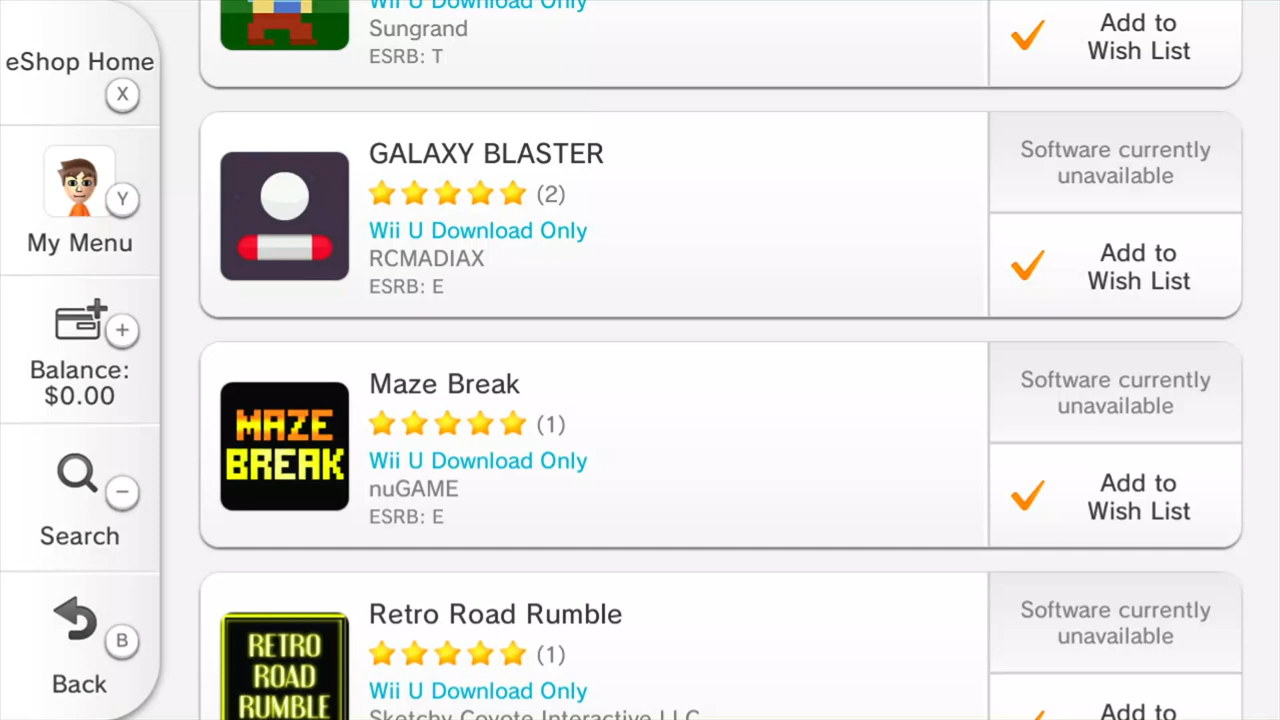 eShop Home
X
Y
My Menu
+
Balance:
$0.00
−
Search
B
Back
Wii U Download Only
Sungrand
ESRB: T
Add to
Wish List
GALAXY BLASTER
(2)
Wii U Download Only
RCMADIAX
ESRB: E
Software currently
unavailable
Add to
Wish List
MAZE
BREAK
Maze Break
(1)
Wii U Download Only
nuGAME
ESRB: E
Software currently
unavailable
Add to
Wish List
RETRO
ROAD
RUMBLE
Retro Road Rumble
(1)
Wii U Download Only
Sketchy Coyote Interactive LLC
Software currently
unavailable
Add to